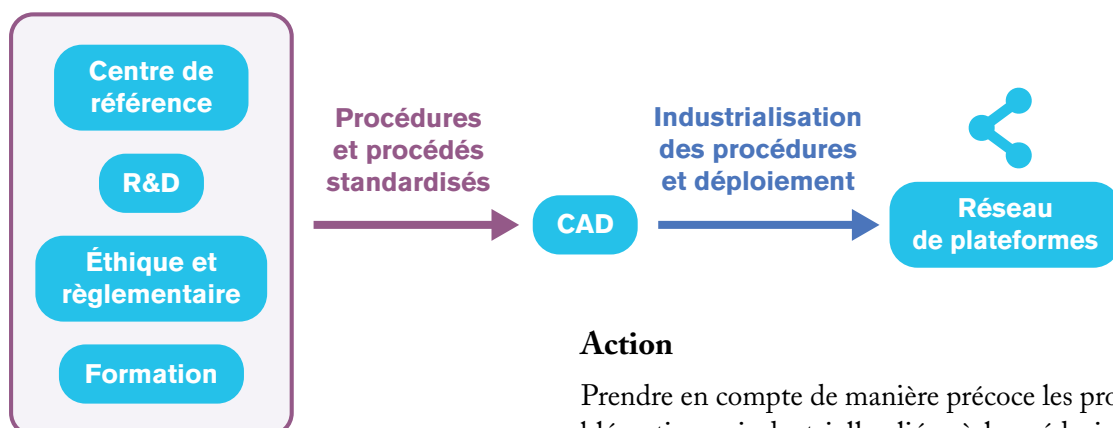 Centre de
référence
R&D
Éthique et
règlementaire
Formation
Procédures
et procédés
standardisés
CAD
Industrialisation
des procédures
et déploiement
Réseau
de plateformes
Action
Prendre en compte de manière précoce les